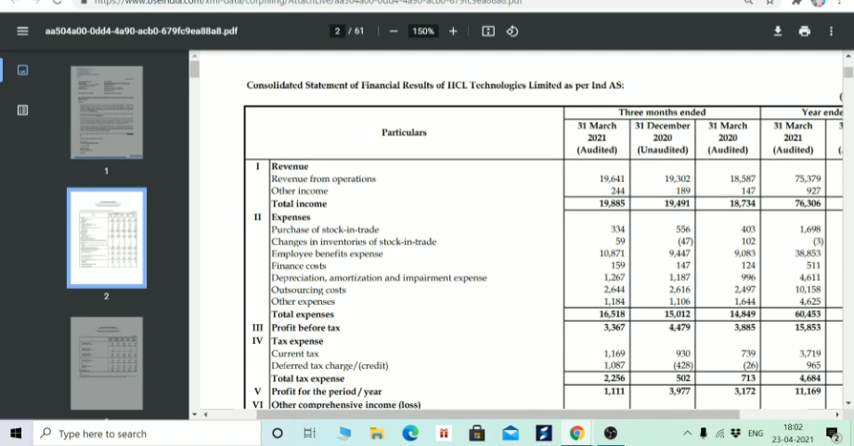 aa504a00-0dd4-4a90-acb0-679fc9ea88a8.pdf 2 / 61 — 150% +
Consolidated Statement of Financial Results of HCL Technologies Limited as per Ind AS:
Particulars Three months ended Year ende
31 March 2021 (Audited) 31 December 2020 (Unaudited) 31 March 2020 (Audited) 31 March 2021 (Audited)
I Revenue
Revenue from operations 19,641 19,302 18,587 75,379
Other income 244 189 147 927
Total income 19,885 19,491 18,734 76,306
II Expenses
Purchase of stock-in-trade 334 556 403 1,698
Changes in inventories of stock-in-trade 59 (47) 102 (3)
Employee benefits expense 10,871 9,447 9,083 38,853
Finance costs 159 147 124 511
Depreciation, amortization and impairment expense 1,267 1,187 996 4,611
Outsourcing costs 2,644 2,616 2,497 10,158
Other expenses 1,184 1,106 1,644 4,625
Total expenses 16,518 15,012 14,849 60,453
III Profit before tax 3,367 4,479 3,885 15,853
IV Tax expense
Current tax 1,169 930 739 3,719
Deferred tax charge/(credit) 1,087 (428) (26) 965
Total tax expense 2,256 502 713 4,684
V Profit for the period / year 1,111 3,977 3,172 11,169
VI Other comprehensive income (loss)
1
2
Type here to search
ENG
18:02
23-04-2021
2